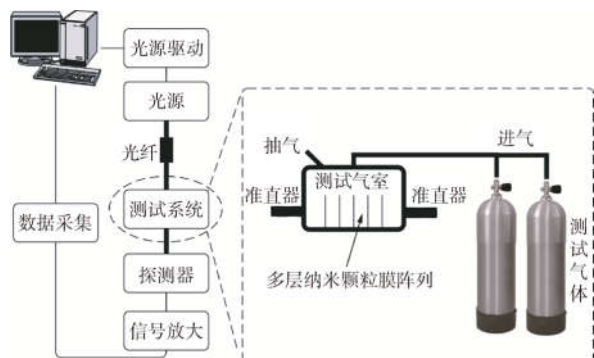 光源驱动
光源
光纤
测试系统
数据采集
探测器
信号放大
抽气
进气
测试气室
准直器
准直器
多层纳米颗粒膜阵列
测试气体